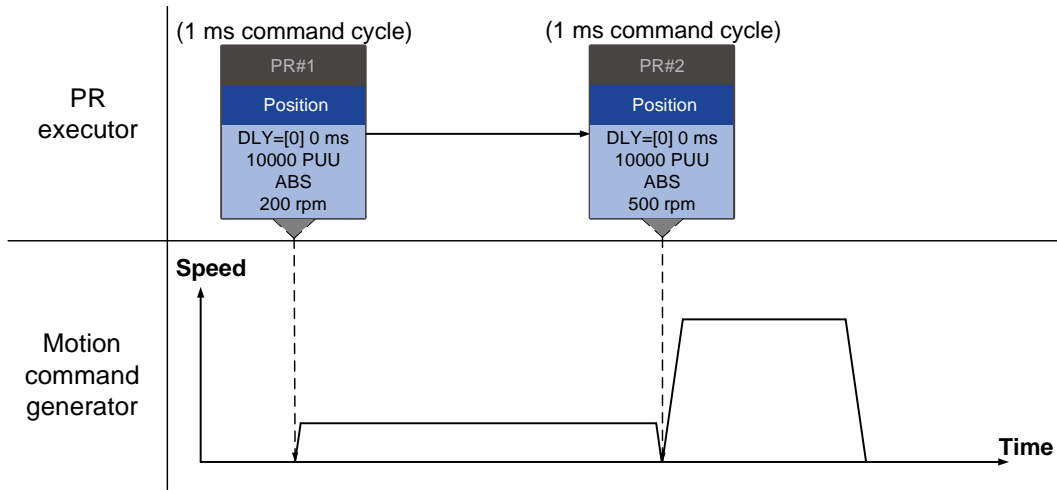 (1 ms command cycle)
(1 ms command cycle)
PR
executor
PR#1
Position
DLY=[0] 0 ms
10000 PUU
ABS
200 rpm
PR#2
Position
DLY=[0] 0 ms
10000 PUU
ABS
500 rpm
Motion
command
generator
Speed
Time